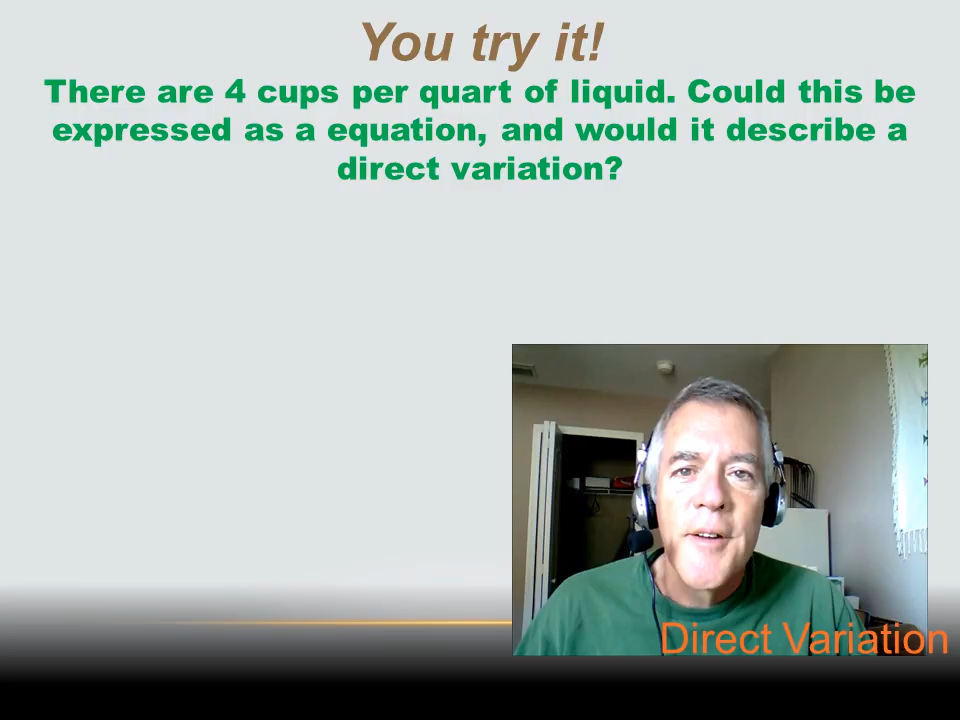 You try it!
There are 4 cups per quart of liquid. Could this be
expressed as a equation, and would it describe a
direct variation?
Direct Variation